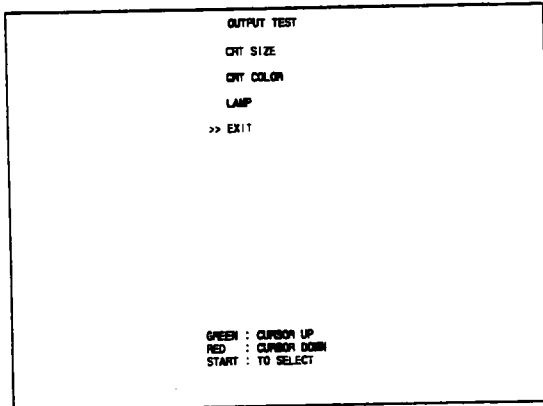 OUTPUT TEST
CRT SIZE
CRT COLOR
LAMP
>> EXIT
GREEN : CURSOR UP
RED : CURSOR DOWN
START : TO SELECT